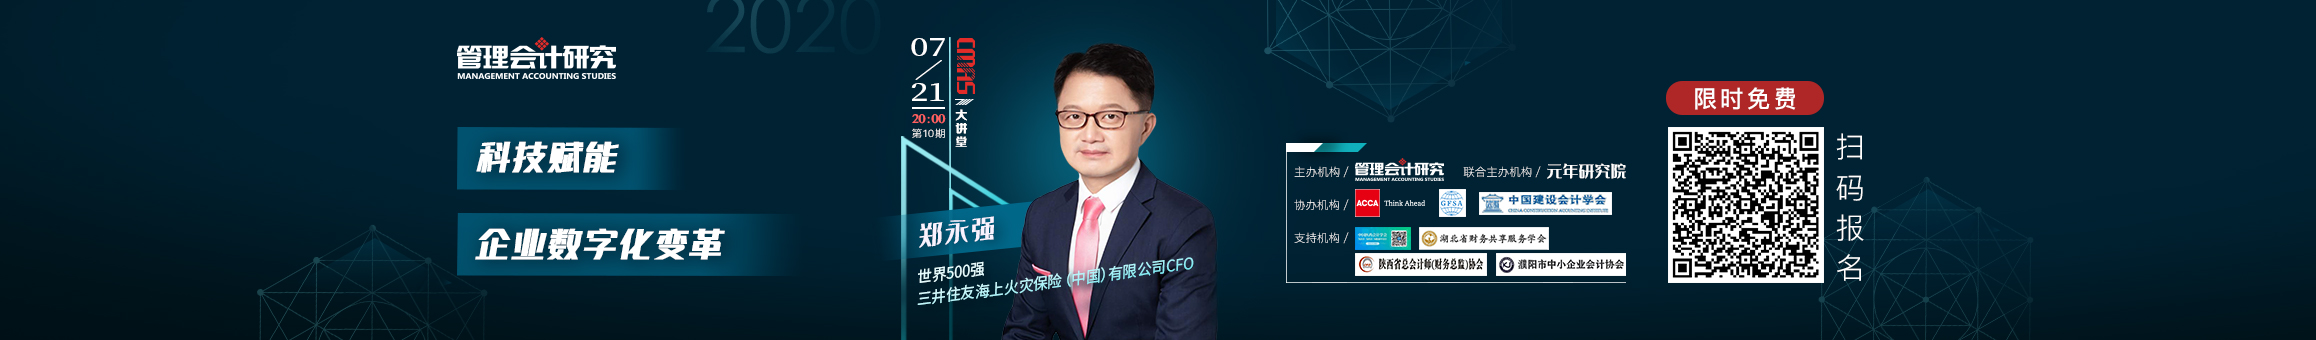 2020
管理会计研究
MANAGEMENT ACCOUNTING STUDIES
科技赋能
企业数字化变革
07
21
20:00
第10期
CMAS
大讲堂
郑永强
世界500强
三井住友海上火灾保险（中国）有限公司CFO
主办机构 / 管理会计研究 联合主办机构 / 元年研究院
MANAGEMENT ACCOUNTING STUDIES
协办机构 / ACCA Think Ahead GFSA 中国建设会计学会
CHINA CONSTRUCTION ACCOUNTING INSTITUTE
支持机构 / 湖北省财务共享服务学会
陕西省总会计师(财务总监)协会 濮阳市中小企业会计协会
限时免费
扫码报名